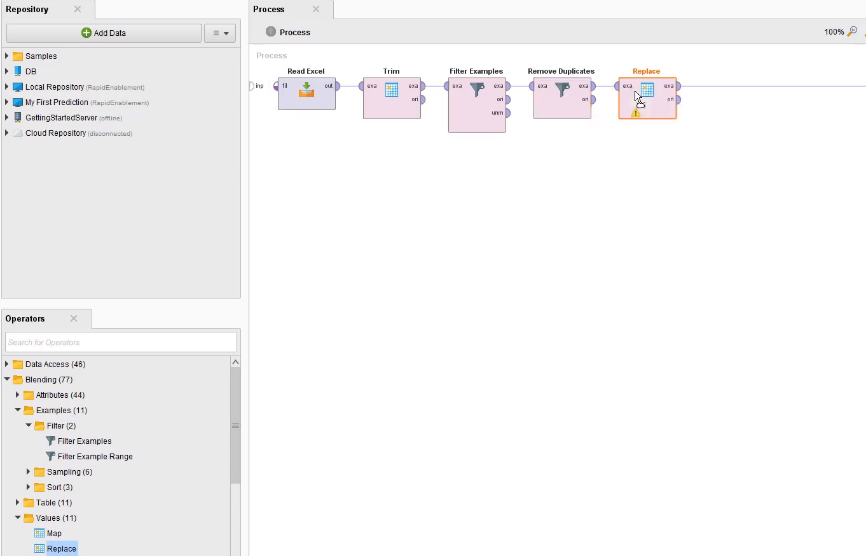 Repository
Add Data
Samples
DB
Local Repository (RapidEnablement)
My First Prediction (RapidEnablement)
GettingStartedServer (offline)
Cloud Repository (disconnected)
Operators
Search for Operators
Data Access (46)
Blending (77)
Attributes (44)
Examples (11)
Filter (2)
Filter Examples
Filter Example Range
Sampling (6)
Sort (3)
Table (11)
Values (11)
Map
Replace
Process
Process
100%
Process
Read Excel Trim Filter Examples Remove Duplicates Replace
inp fil out exa exa exa exa exa exa exa exa
ori ori ori ori
unm